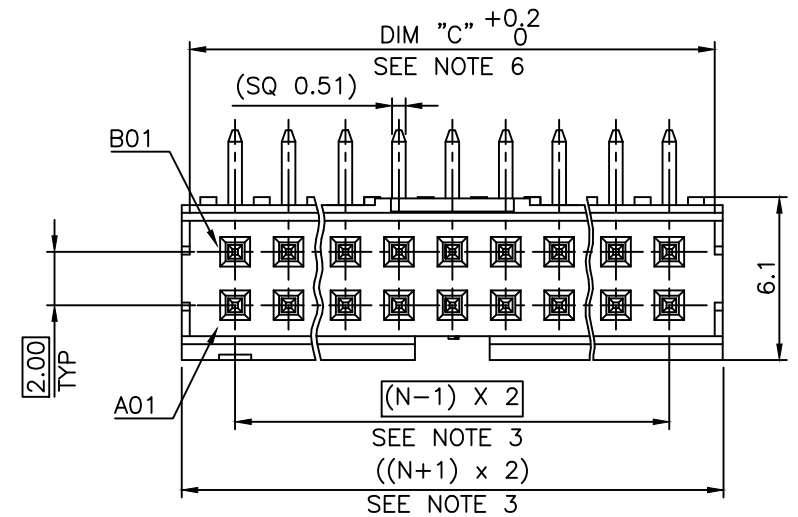 DIM "C" +0.2 0
SEE NOTE 6
(SQ 0.51)
B01
6.1
2.00
TYP
A01
(N-1) X 2
SEE NOTE 3
((N+1) x 2)
SEE NOTE 3